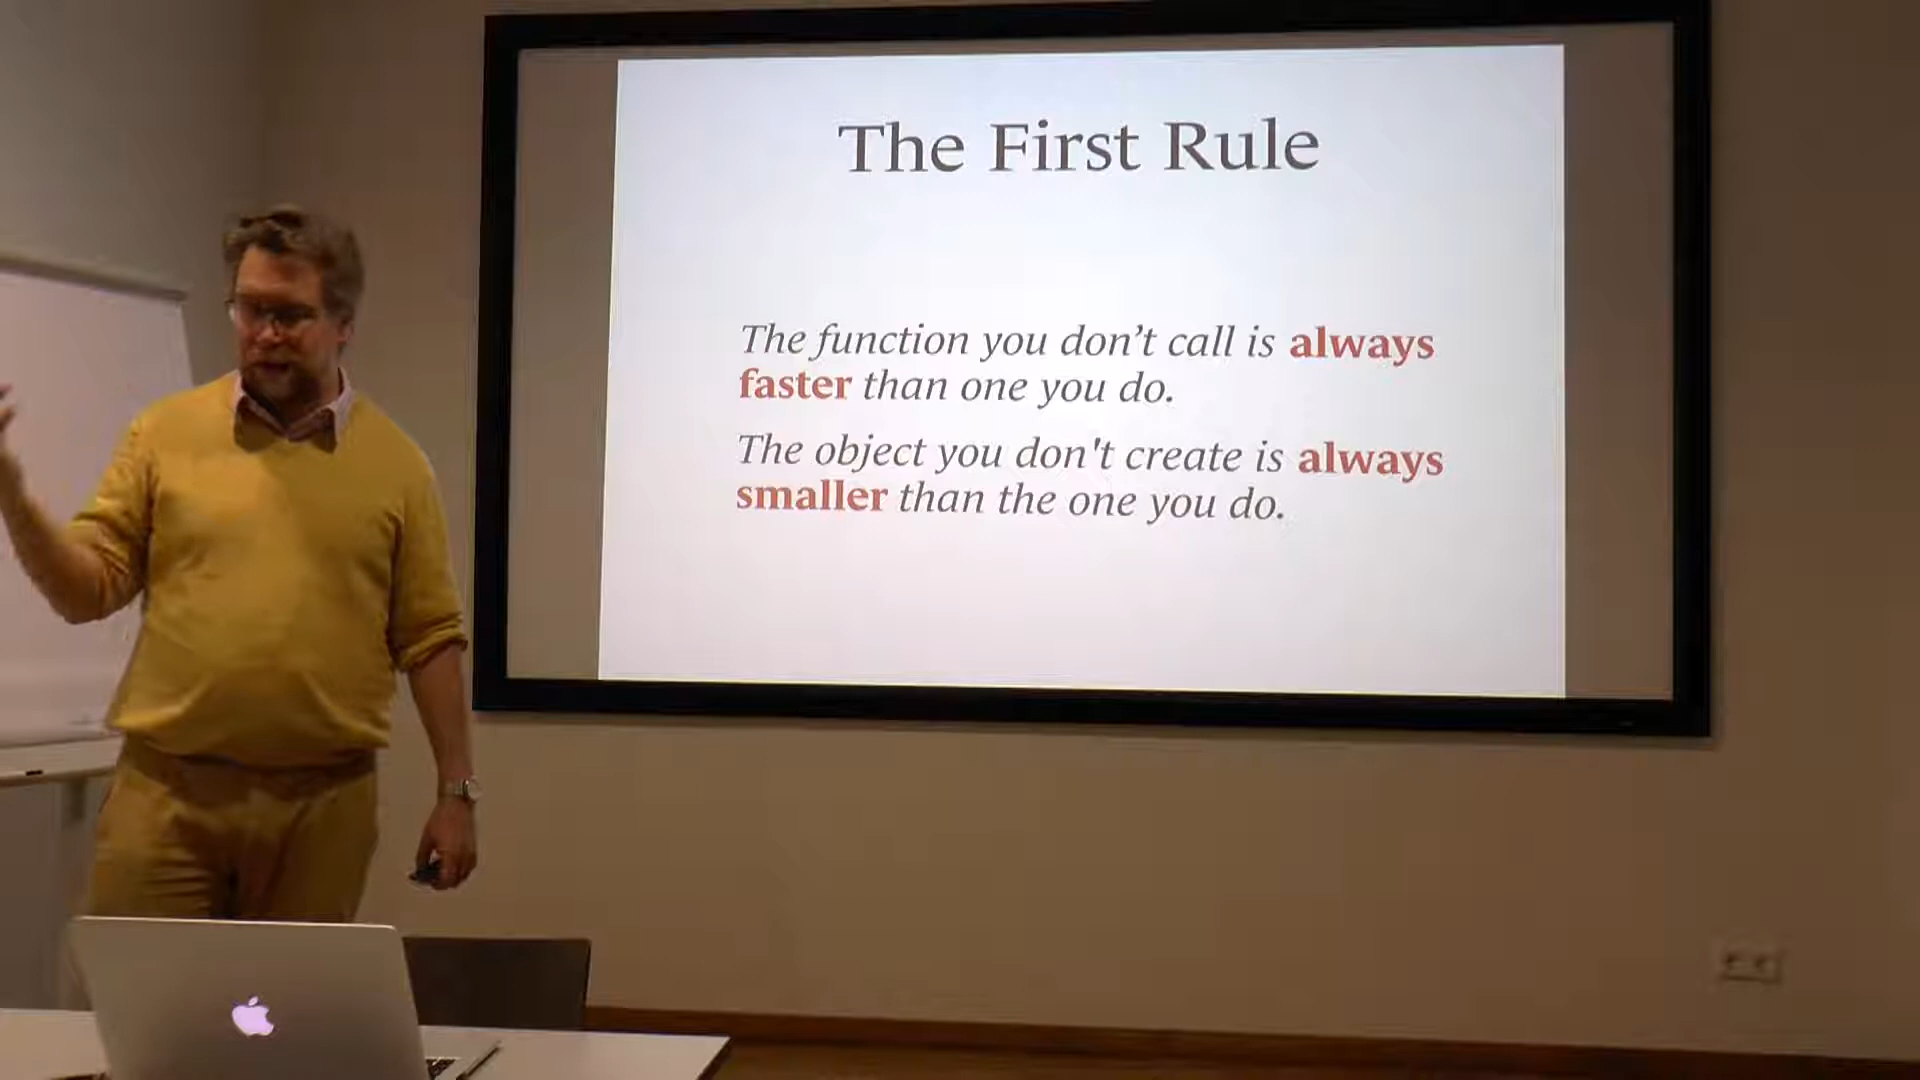 The First Rule
The function you don’t call is always
faster than one you do.
The object you don't create is always
smaller than the one you do.